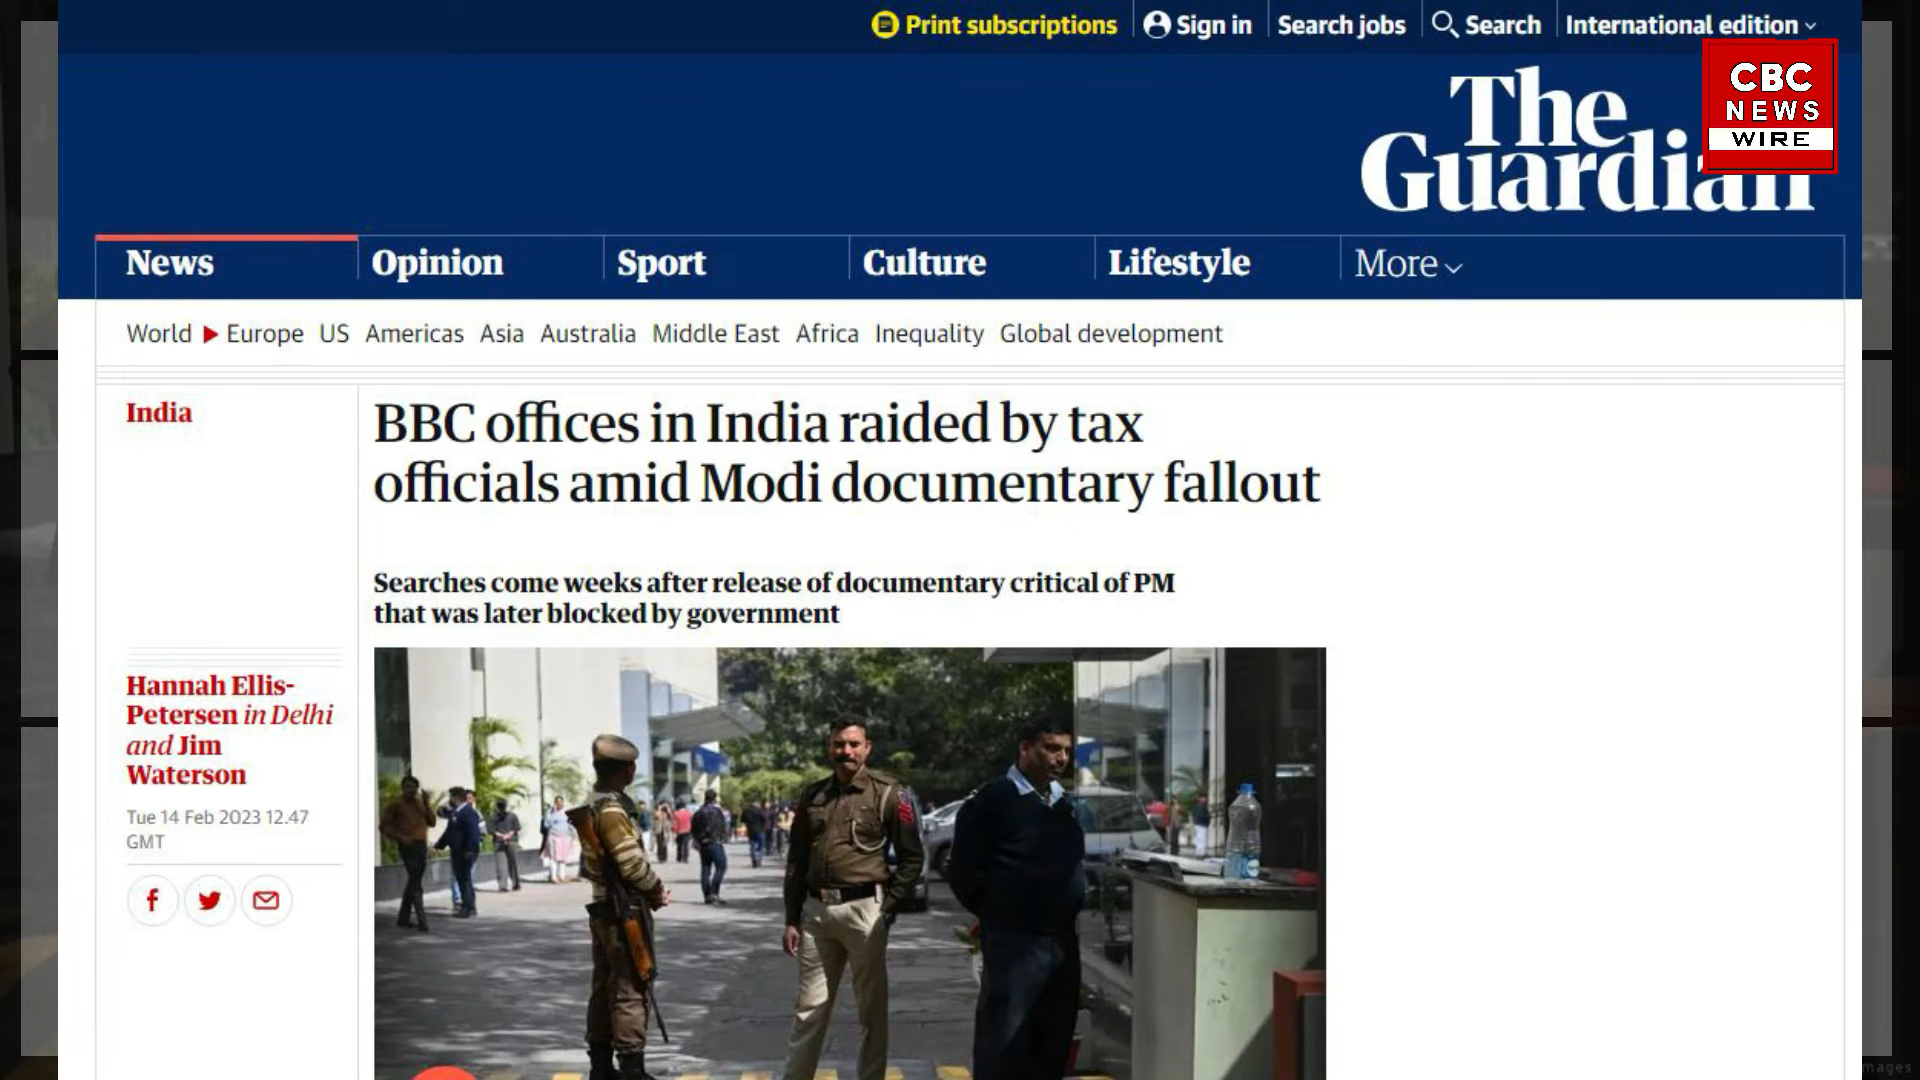 Print subscriptions
Sign in
Search jobs
Search
International edition
CBC
NEWS
WIRE
The
Guardian
News
Opinion
Sport
Culture
Lifestyle
More
World Europe US Americas Asia Australia Middle East Africa Inequality Global development
India
BBC offices in India raided by tax
officials amid Modi documentary fallout
Searches come weeks after release of documentary critical of PM
that was later blocked by government
Hannah Ellis-
Petersen in Delhi
and Jim
Waterson
Tue 14 Feb 2023 12.47
GMT